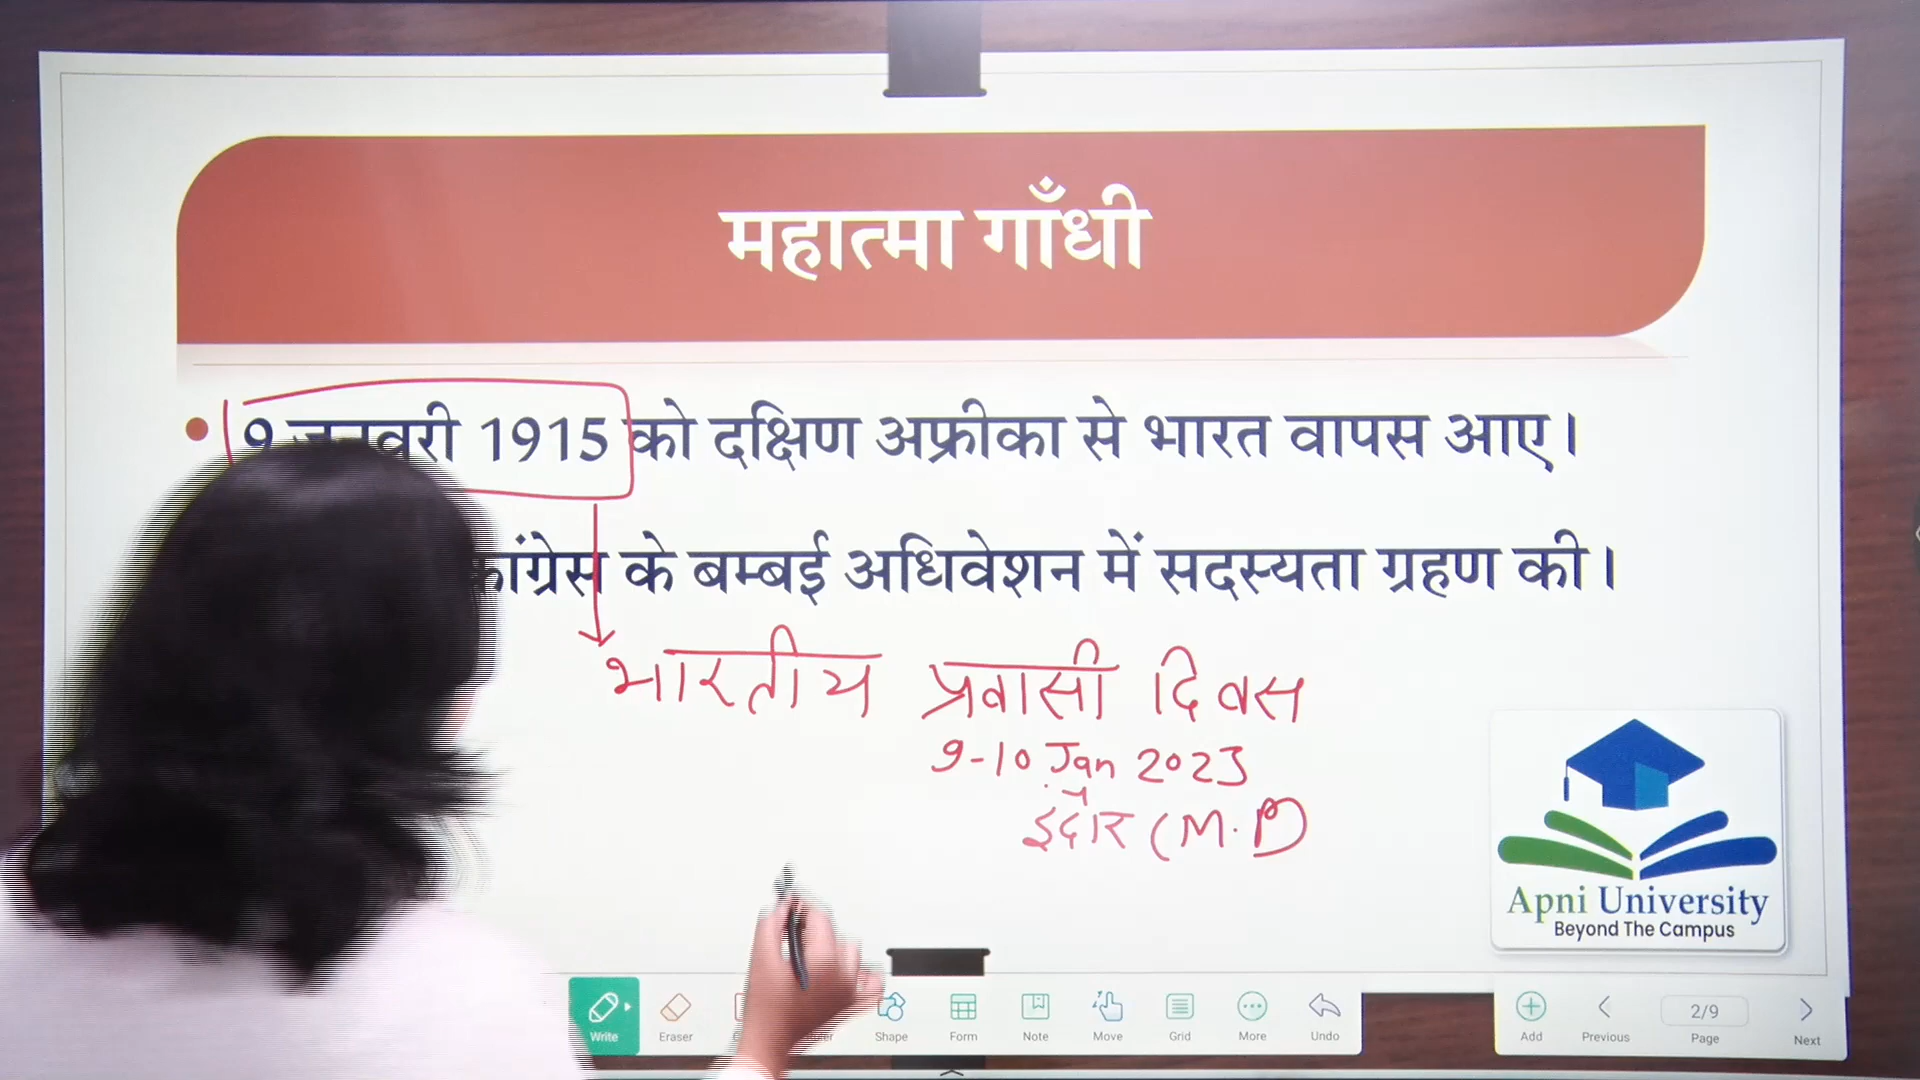 महात्मा गाँधी
9 जनवरी 1915 को दक्षिण अफ्रीका से भारत वापस आए।
कांग्रेस के बम्बई अधिवेशन में सदस्यता ग्रहण की।
भारतीय प्रवासी दिवस
9-10 Jan 2023
इंदौर (M.P)
Apni University
Beyond The Campus
Write
Eraser
Shape
Form
Note
Move
Grid
More
Undo
Add
Previous
2/9
Page
Next